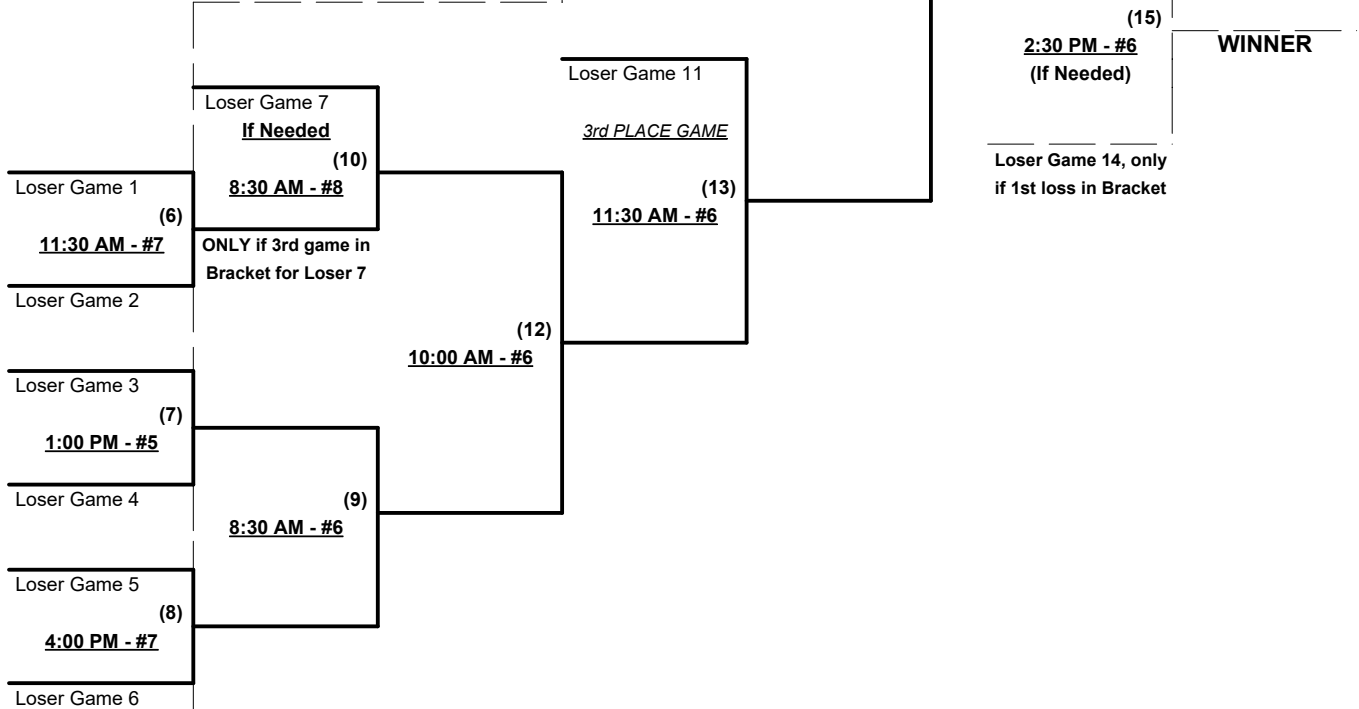 (15)
2:30 PM - #6
(If Needed)
WINNER
Loser Game 14, only
if 1st loss in Bracket
Loser Game 11
3rd PLACE GAME
(13)
11:30 AM - #6
Loser Game 7
If Needed
(10)
8:30 AM - #8
ONLY if 3rd game in
Bracket for Loser 7
Loser Game 1
(6)
11:30 AM - #7
Loser Game 2
(12)
10:00 AM - #6
Loser Game 3
(7)
1:00 PM - #5
Loser Game 4
(9)
8:30 AM - #6
Loser Game 5
(8)
4:00 PM - #7
Loser Game 6